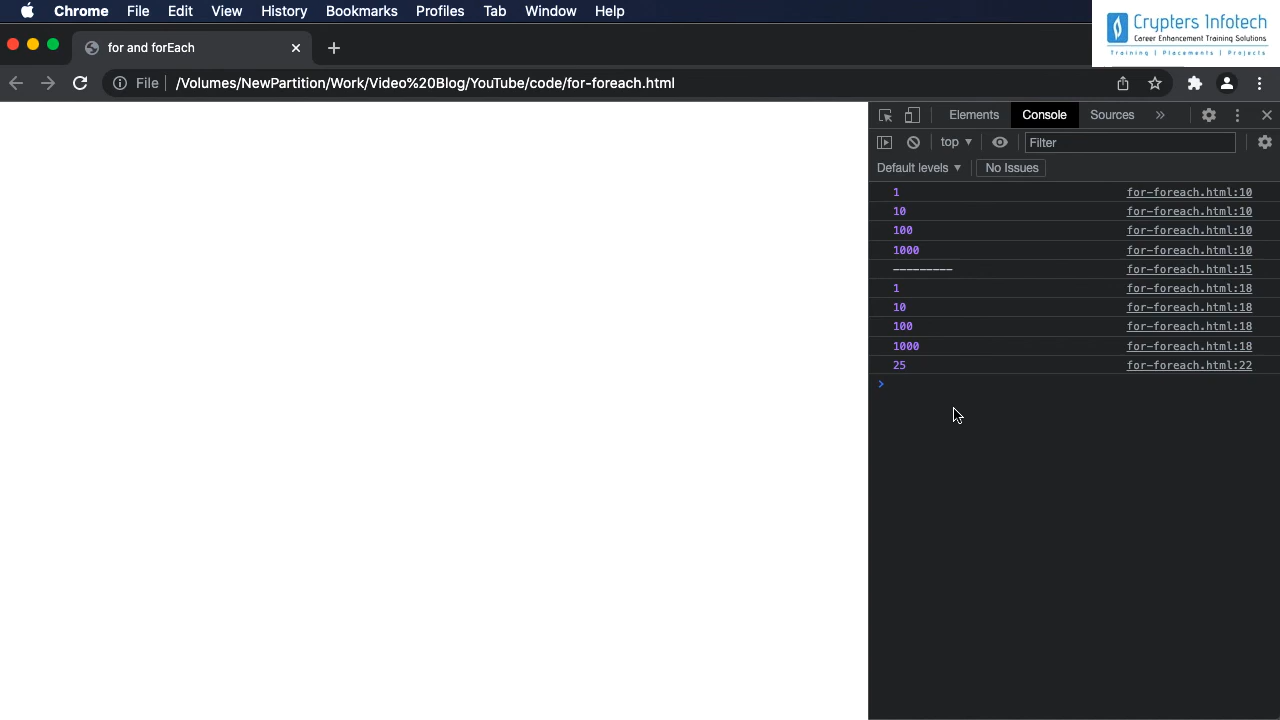 Chrome File Edit View History Bookmarks Profiles Tab Window Help
Crypters Infotech
Career Enhancement Training Solutions
Training | Placements | Projects
for and forEach
File /Volumes/NewPartition/Work/Video%20Blog/YouTube/code/for-foreach.html
Elements Console Sources »
top ▼ Filter
Default levels ▼ No Issues
1 for-foreach.html:10
10 for-foreach.html:10
100 for-foreach.html:10
1000 for-foreach.html:10
--------- for-foreach.html:15
1 for-foreach.html:18
10 for-foreach.html:18
100 for-foreach.html:18
1000 for-foreach.html:18
25 for-foreach.html:22
>